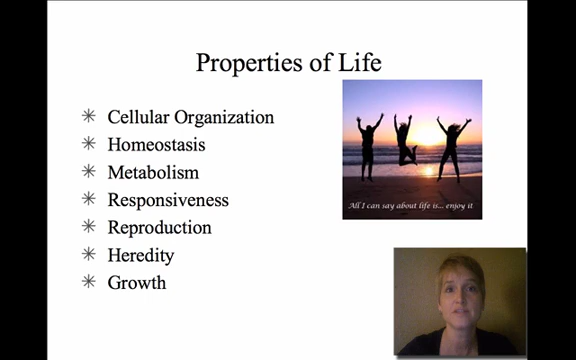 Properties of Life
Cellular Organization
Homeostasis
Metabolism
Responsiveness
Reproduction
Heredity
Growth
All I can say about life is... enjoy it